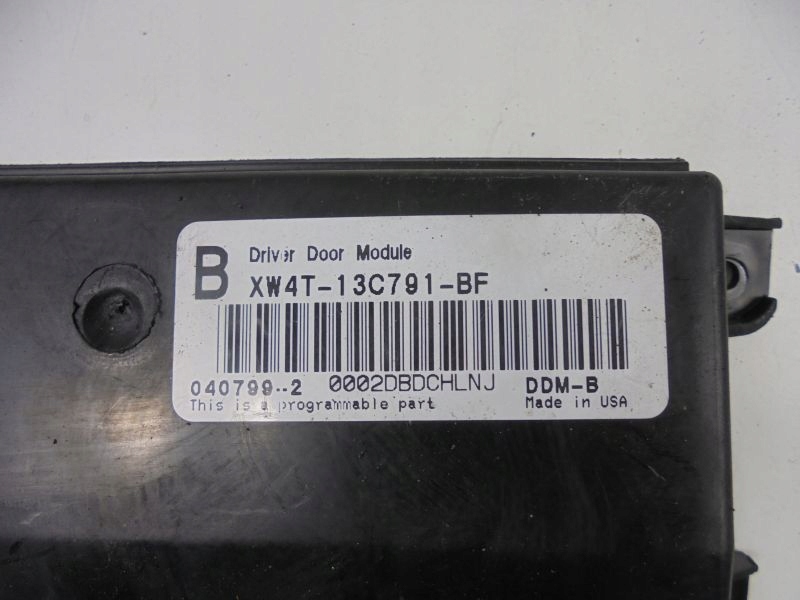 B Driver Door Module
XW4T-13C791-BF
040799-2 0002DBDCHLNJ DDM-B
This is a programmable part Made in USA